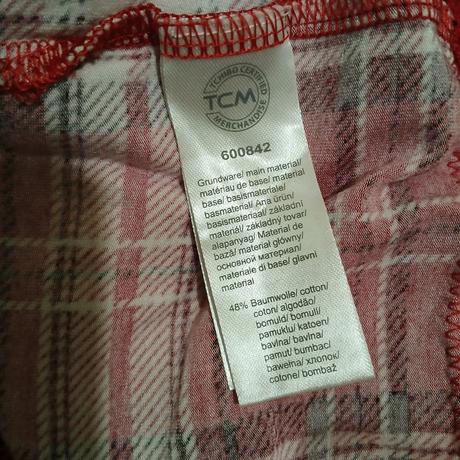 TCHIBO CERTIFIED
TCM
MERCHANDISE
600842
Grundware/ main material/
matériau de base/ material
base/ basismateriale/
basmaterial/ Ana ürün/
basismateriaal/ základní
materiál/ základný tovar/
alapanyag/ Material de
bază/ materiał główny/
основной материал/
materiale di base/ glavni
material
48% Baumwolle/ cotton/
coton/ algodão/
bomuld/ bomull/
pamuklu/ katoen/
bavlna/ bavlna/
pamut/ bumbac/
bawełna/ хлопок/
cotone/ bombaž